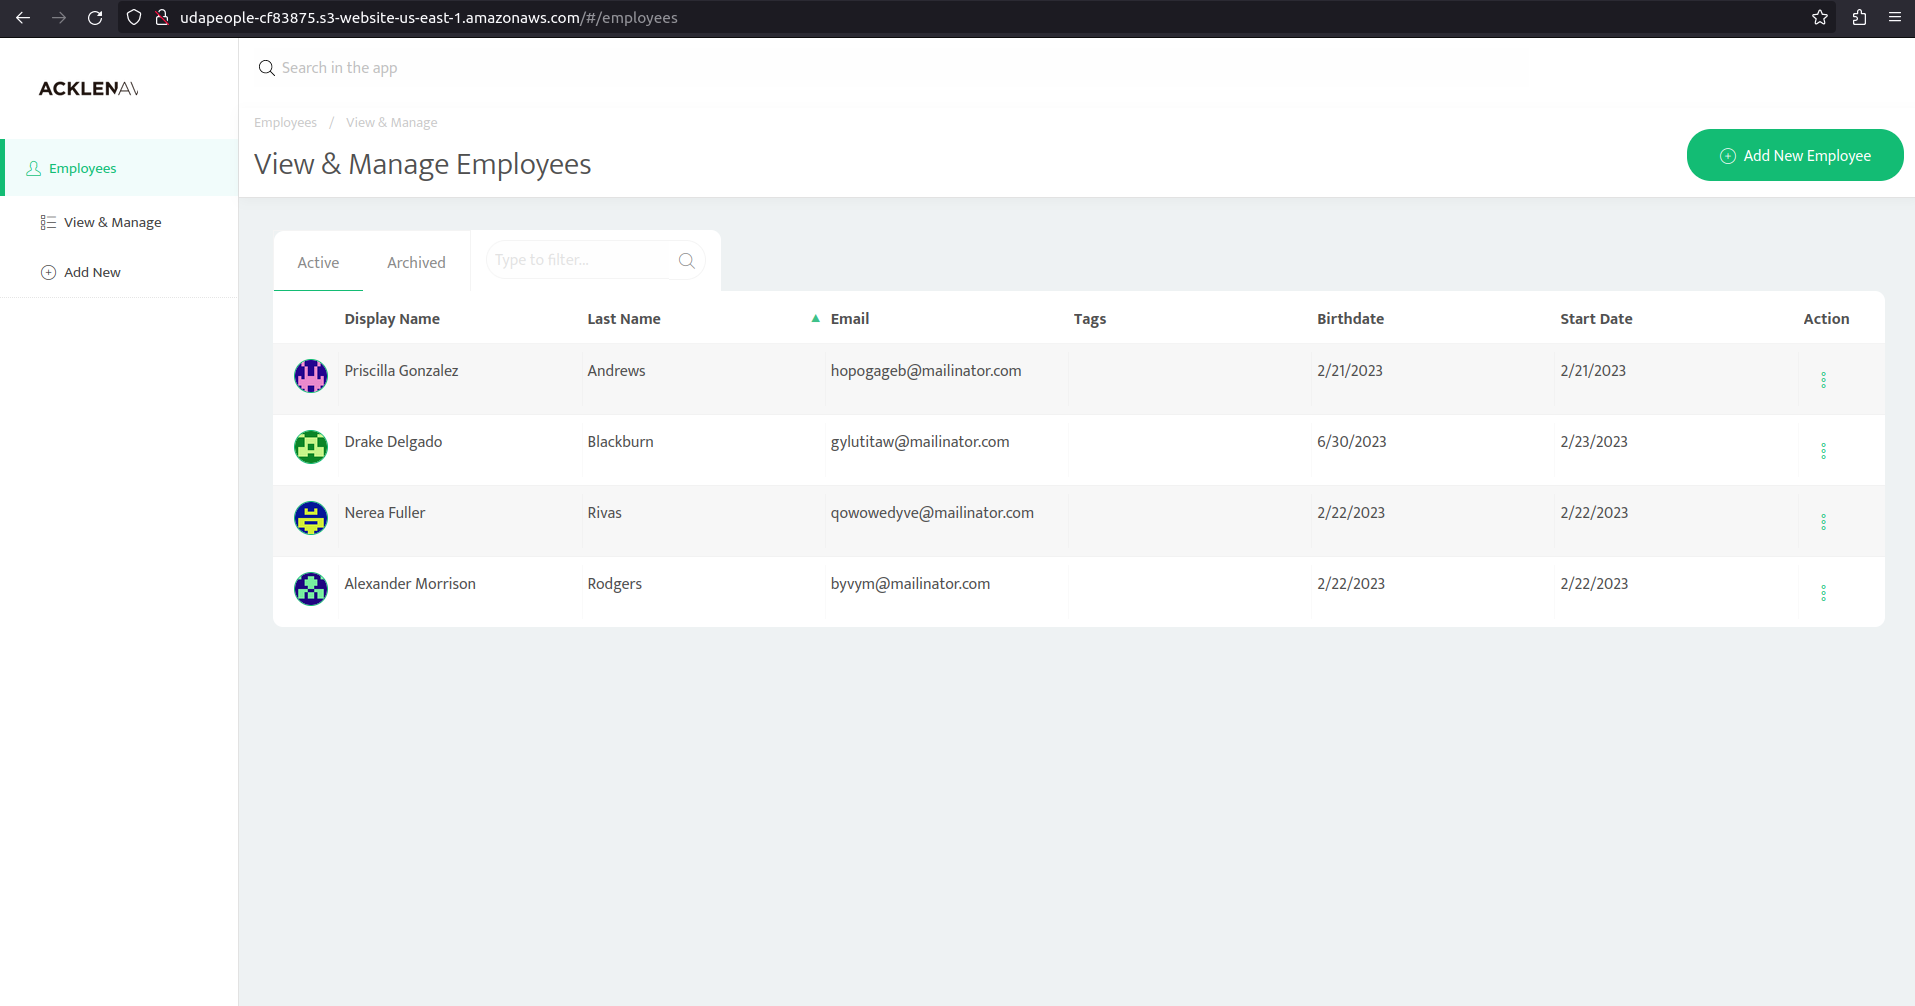 udapeople-cf83875.s3-website-us-east-1.amazonaws.com/#/employees
ACKLENAV
Search in the app
Employees / View & Manage
View & Manage Employees
Add New Employee
Employees
View & Manage
Add New
Active Archived Type to filter...
Display Name Last Name Email Tags Birthdate Start Date Action
Priscilla Gonzalez Andrews hopogageb@mailinator.com 2/21/2023 2/21/2023
Drake Delgado Blackburn gylutitaw@mailinator.com 6/30/2023 2/23/2023
Nerea Fuller Rivas qowowedyve@mailinator.com 2/22/2023 2/22/2023
Alexander Morrison Rodgers byvym@mailinator.com 2/22/2023 2/22/2023